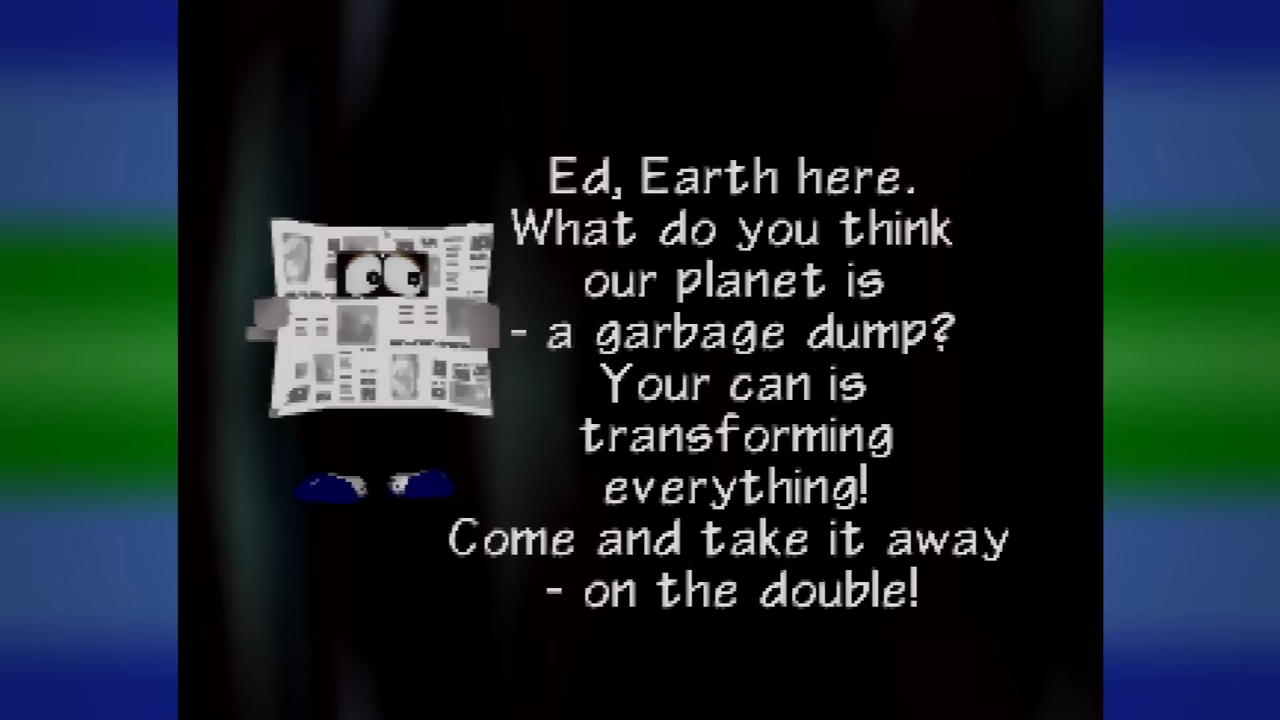 Ed, Earth here.
What do you think
our planet is
- a garbage dump?
Your can is
transforming
everything!
Come and take it away
- on the double!